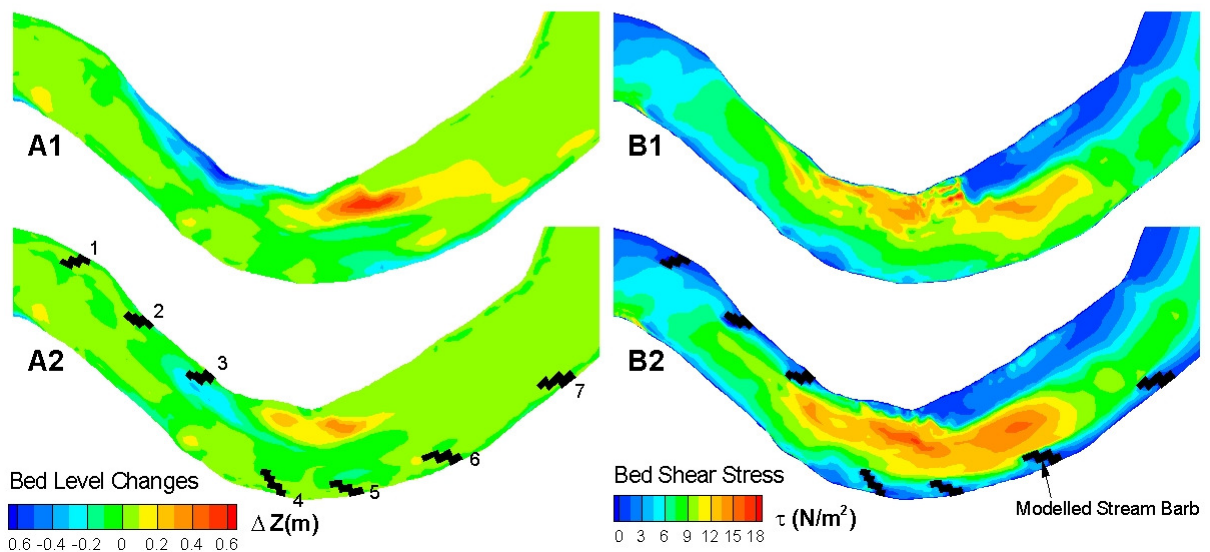 A1
B1
1
2
3
A2
7
6
5
4
B2
Bed Level Changes
Δ Z(m)
0.6 -0.4 -0.2 0 0.2 0.4 0.6
Bed Shear Stress
τ (N/m²)
0 3 6 9 12 15 18
Modelled Stream Barb